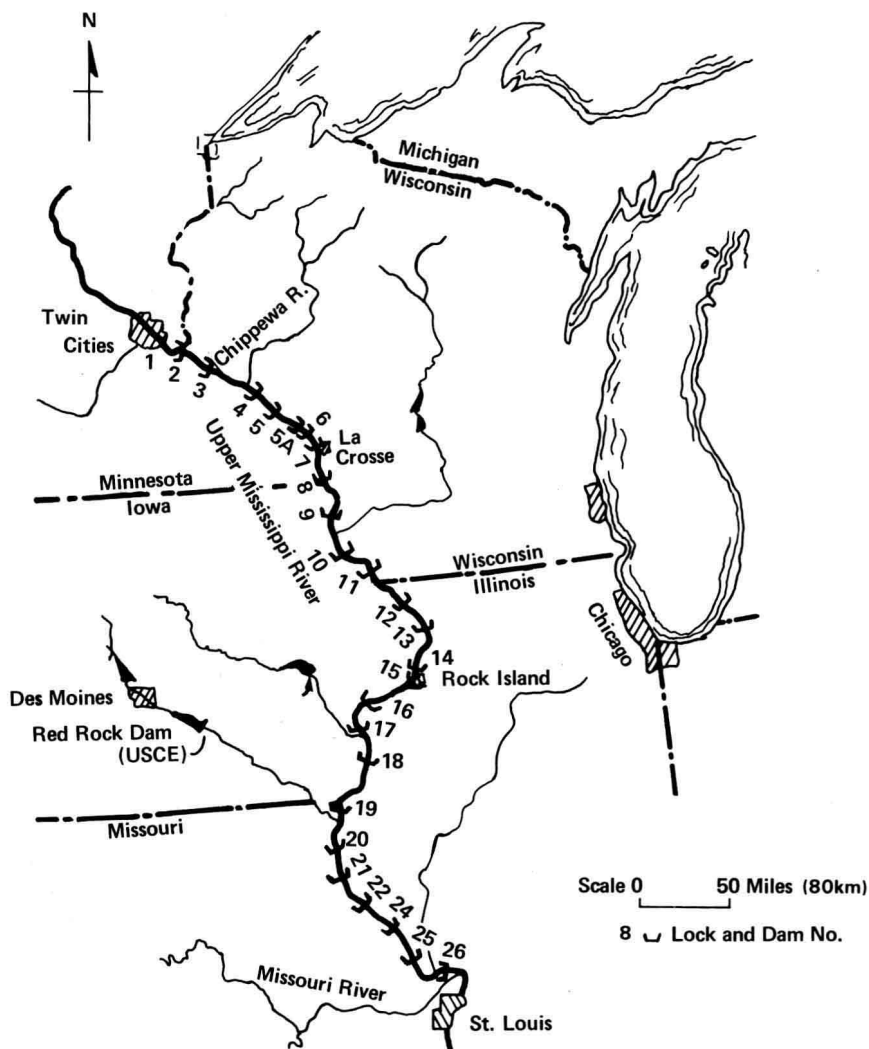 N
Michigan
Wisconsin
Twin
Cities
Chippewa R.
1
2
3
4
5
5A
6
7
La
Crosse
Upper Mississippi River
Minnesota
Iowa
8
9
10
11
Wisconsin
Illinois
12
13
Chicago
14
15
Rock Island
Des Moines
16
Red Rock Dam
(USCE)
17
18
19
Missouri
20
21
22
24
25
26
Scale 0 50 Miles (80km)
8 Lock and Dam No.
Missouri River
St. Louis